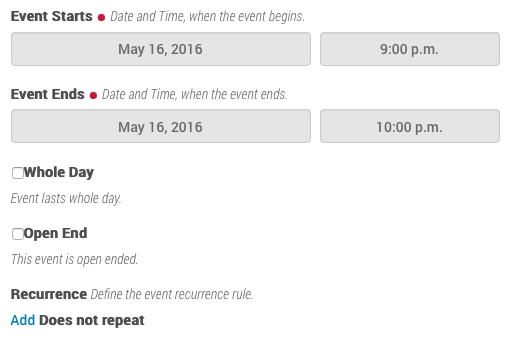 Event Starts Date and Time, when the event begins.
May 16, 2016 9:00 p.m.
Event Ends Date and Time, when the event ends.
May 16, 2016 10:00 p.m.
Whole Day
Event lasts whole day.
Open End
This event is open ended.
Recurrence Define the event recurrence rule.
Add Does not repeat